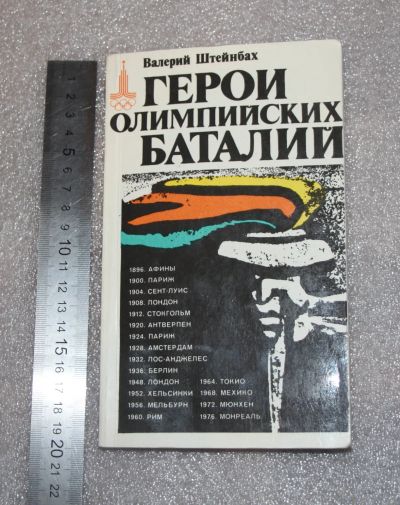 Валерий Штейнбах
ГЕРОИ
ОЛИМПИЙСКИХ
БАТАЛИЙ
1896. АФИНЫ
1900. ПАРИЖ
1904. СЕНТ-ЛУИС
1908. ЛОНДОН
1912. СТОКГОЛЬМ
1920. АНТВЕРПЕН
1924. ПАРИЖ
1928. АМСТЕРДАМ
1932. ЛОС-АНДЖЕЛЕС
1936. БЕРЛИН
1948. ЛОНДОН
1952. ХЕЛЬСИНКИ
1956. МЕЛЬБУРН
1960. РИМ
1964. ТОКИО
1968. МЕХИКО
1972. МЮНХЕН
1976. МОНРЕАЛЬ
1 2 3 4 5 6 7 8 9 10 11 12 13 14 15 16 17 18 19 20 21 22